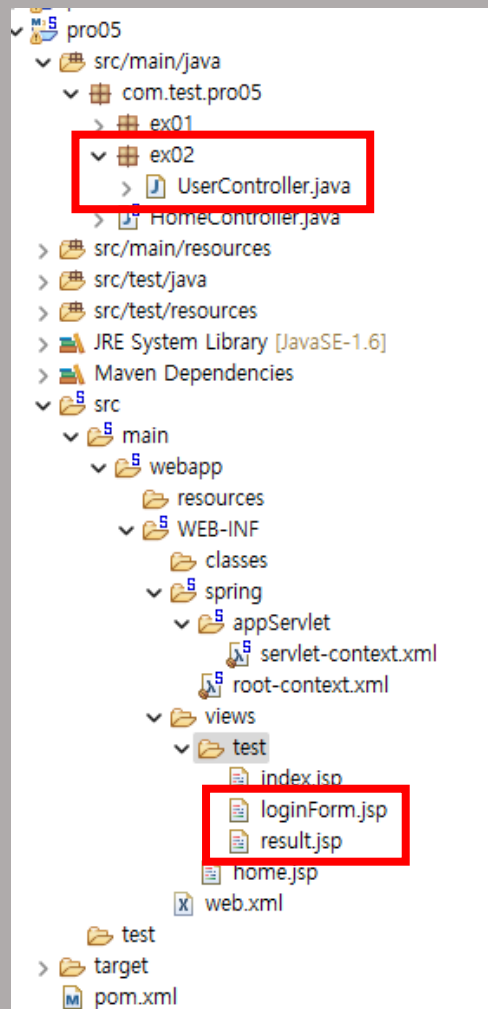 pro05
src/main/java
com.test.pro05
ex01
ex02
UserController.java
HomeController.java
src/main/resources
src/test/java
src/test/resources
JRE System Library [JavaSE-1.6]
Maven Dependencies
src
main
webapp
resources
WEB-INF
classes
spring
appServlet
servlet-context.xml
root-context.xml
views
test
index.jsp
loginForm.jsp
result.jsp
home.jsp
web.xml
test
target
pom.xml